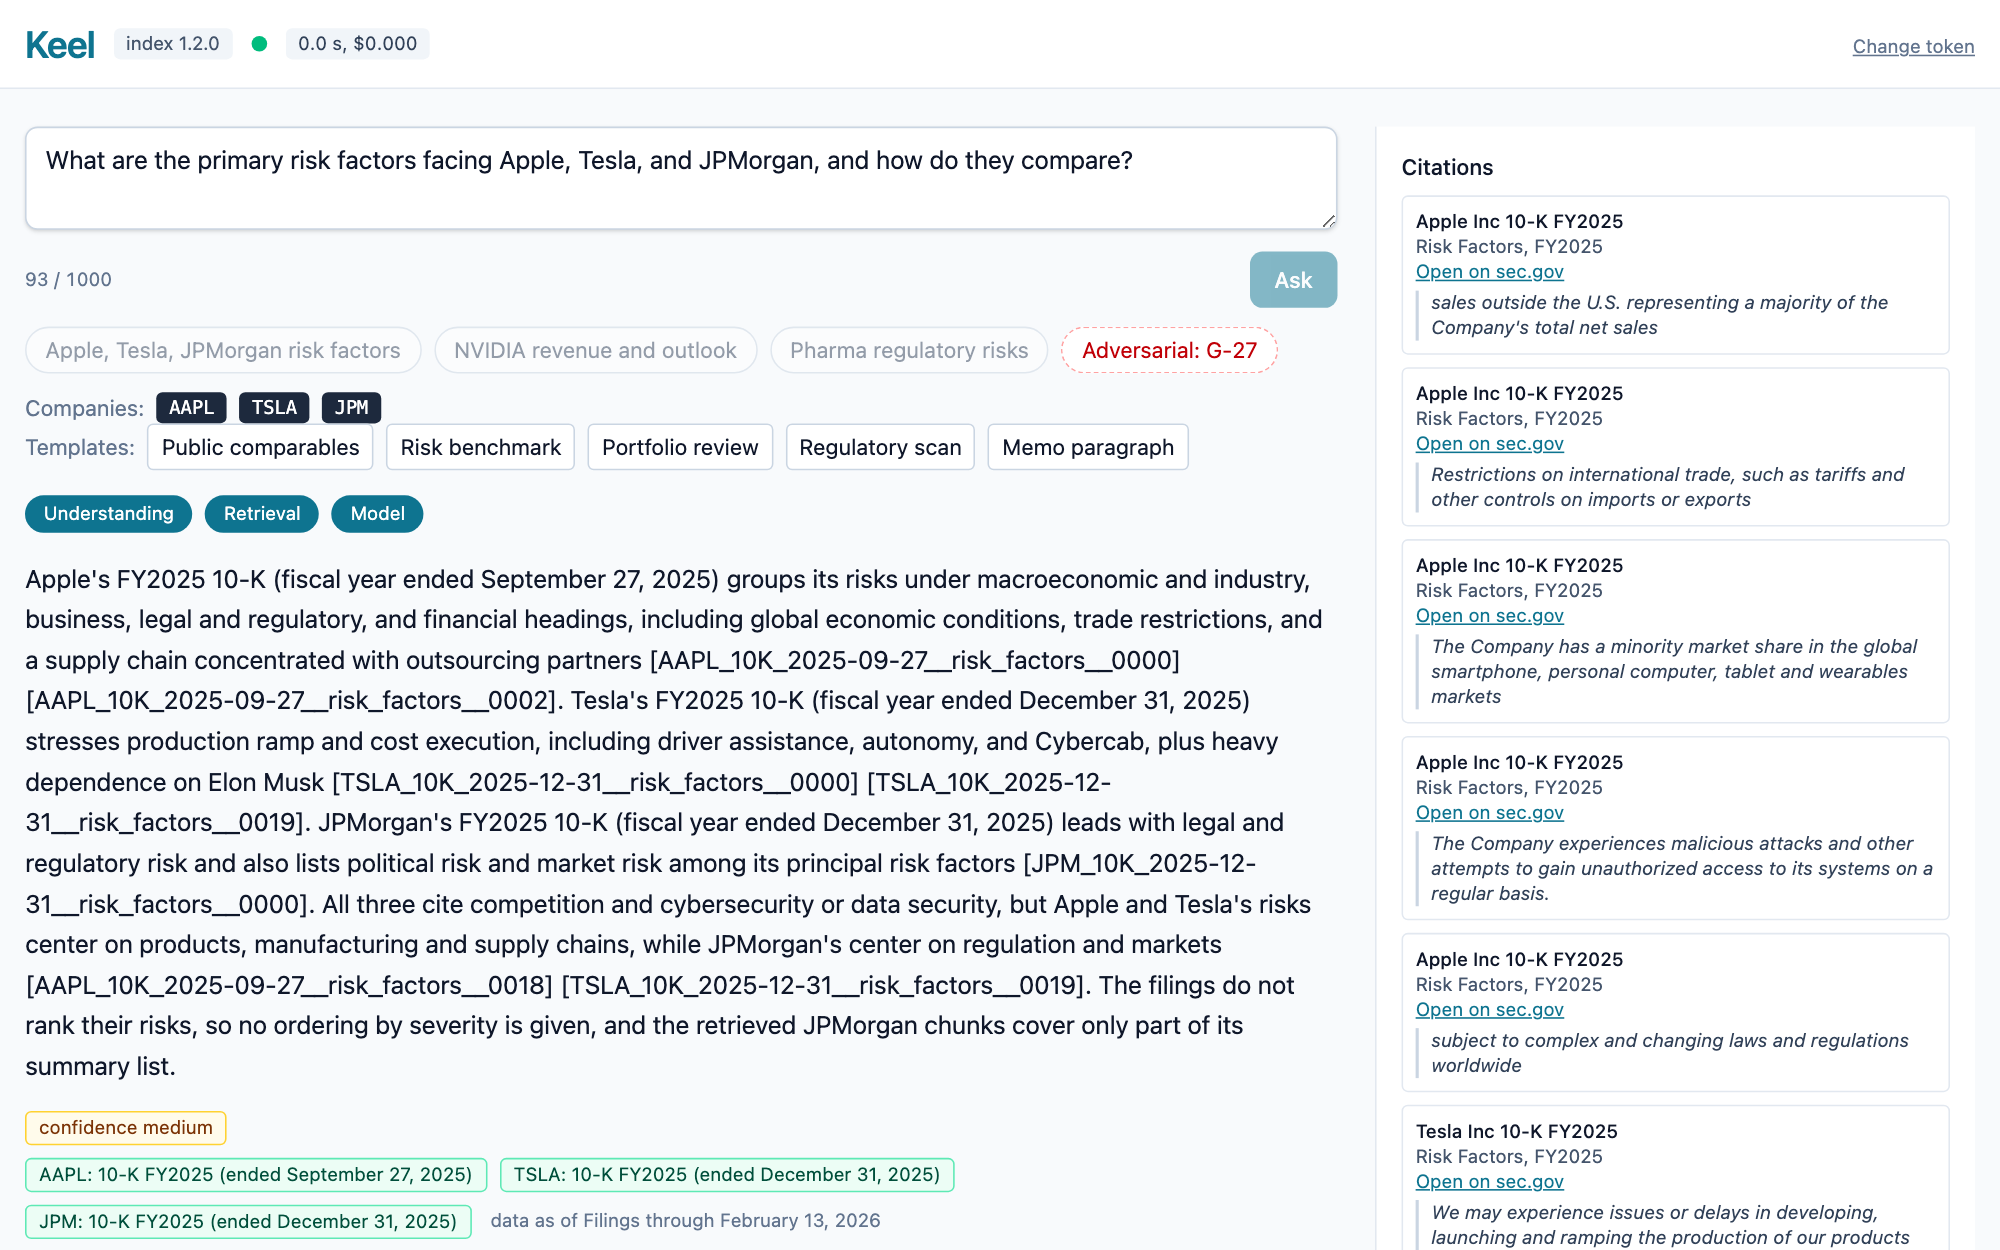 Keel index 1.2.0 0.0 s, $0.000 Change token
What are the primary risk factors facing Apple, Tesla, and JPMorgan, and how do they compare?
93 / 1000 Ask
Apple, Tesla, JPMorgan risk factors NVIDIA revenue and outlook Pharma regulatory risks Adversarial: G-27
Companies: AAPL TSLA JPM
Templates: Public comparables Risk benchmark Portfolio review Regulatory scan Memo paragraph
Understanding Retrieval Model
Apple's FY2025 10-K (fiscal year ended September 27, 2025) groups its risks under macroeconomic and industry,
business, legal and regulatory, and financial headings, including global economic conditions, trade restrictions, and
a supply chain concentrated with outsourcing partners [AAPL_10K_2025-09-27__risk_factors__0000]
[AAPL_10K_2025-09-27__risk_factors__0002]. Tesla's FY2025 10-K (fiscal year ended December 31, 2025)
stresses production ramp and cost execution, including driver assistance, autonomy, and Cybercab, plus heavy
dependence on Elon Musk [TSLA_10K_2025-12-31__risk_factors__0000] [TSLA_10K_2025-12-
31__risk_factors__0019]. JPMorgan's FY2025 10-K (fiscal year ended December 31, 2025) leads with legal and
regulatory risk and also lists political risk and market risk among its principal risk factors [JPM_10K_2025-12-
31__risk_factors__0000]. All three cite competition and cybersecurity or data security, but Apple and Tesla's risks
center on products, manufacturing and supply chains, while JPMorgan's center on regulation and markets
[AAPL_10K_2025-09-27__risk_factors__0018] [TSLA_10K_2025-12-31__risk_factors__0019]. The filings do not
rank their risks, so no ordering by severity is given, and the retrieved JPMorgan chunks cover only part of its
summary list.
confidence medium
AAPL: 10-K FY2025 (ended September 27, 2025) TSLA: 10-K FY2025 (ended December 31, 2025)
JPM: 10-K FY2025 (ended December 31, 2025) data as of Filings through February 13, 2026
Citations
Apple Inc 10-K FY2025
Risk Factors, FY2025
Open on sec.gov
sales outside the U.S. representing a majority of the
Company's total net sales
Apple Inc 10-K FY2025
Risk Factors, FY2025
Open on sec.gov
Restrictions on international trade, such as tariffs and
other controls on imports or exports
Apple Inc 10-K FY2025
Risk Factors, FY2025
Open on sec.gov
The Company has a minority market share in the global
smartphone, personal computer, tablet and wearables
markets
Apple Inc 10-K FY2025
Risk Factors, FY2025
Open on sec.gov
The Company experiences malicious attacks and other
attempts to gain unauthorized access to its systems on a
regular basis.
Apple Inc 10-K FY2025
Risk Factors, FY2025
Open on sec.gov
subject to complex and changing laws and regulations
worldwide
Tesla Inc 10-K FY2025
Risk Factors, FY2025
Open on sec.gov
We may experience issues or delays in developing,
launching and ramping the production of our products